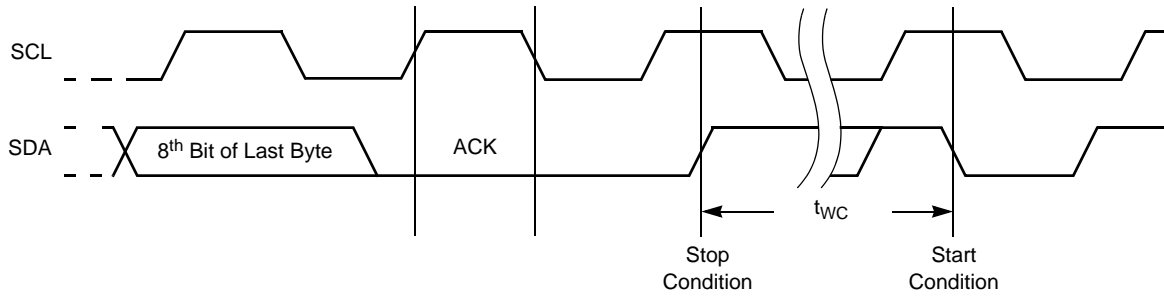 SCL
SDA
8th Bit of Last Byte
ACK
tWC
Stop
Condition
Start
Condition